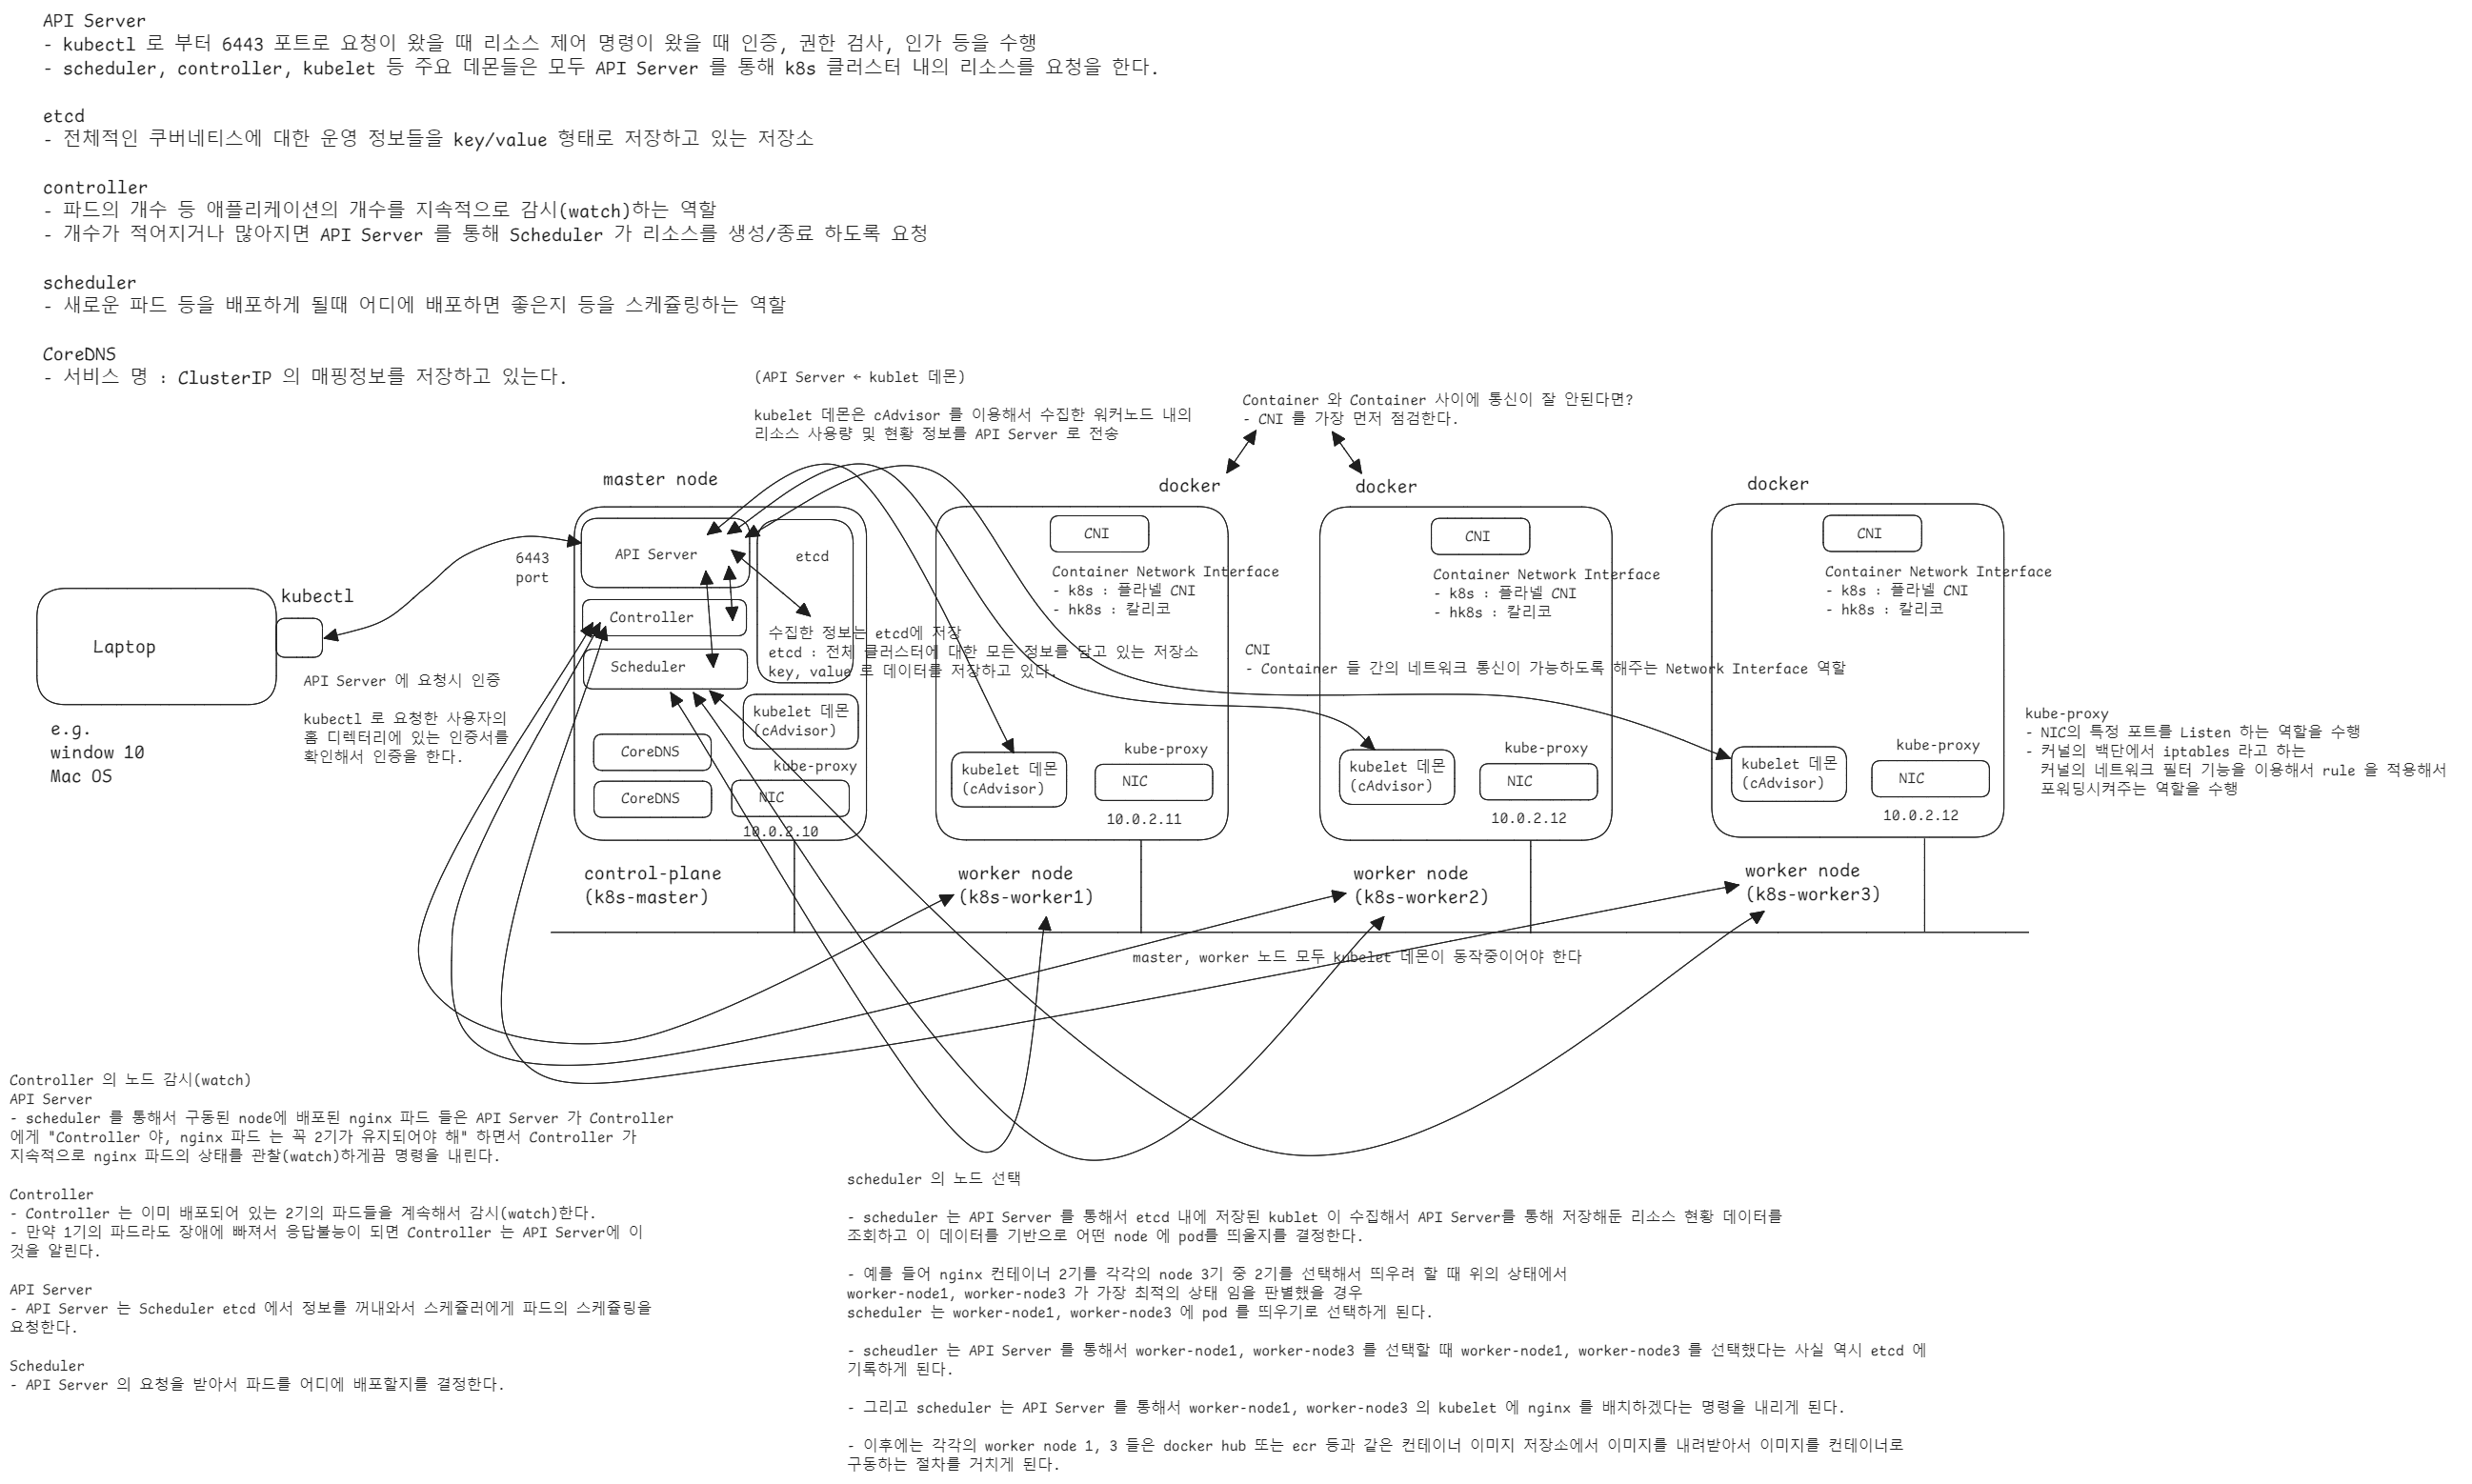 API Server
- kubectl 로 부터 6443 포트로 요청이 왔을 때 리소스 제어 명령이 왔을 때 인증, 권한 검사, 인가 등을 수행
- scheduler, controller, kubelet 등 주요 데몬들은 모두 API Server 를 통해 k8s 클러스터 내의 리소스를 요청을 한다.
etcd
- 전체적인 쿠버네티스에 대한 운영 정보들을 key/value 형태로 저장하고 있는 저장소
controller
- 파드의 개수 등 애플리케이션의 개수를 지속적으로 감시(watch)하는 역할
- 개수가 적어지거나 많아지면 API Server 를 통해 Scheduler 가 리소스를 생성/종료 하도록 요청
scheduler
- 새로운 파드 등을 배포하게 될때 어디에 배포하면 좋은지 등을 스케쥴링하는 역할
CoreDNS
- 서비스 명 : ClusterIP 의 매핑정보를 저장하고 있는다.
(API Server ← kublet 데몬)
kubelet 데몬은 cAdvisor 를 이용해서 수집한 워커노드 내의
리소스 사용량 및 현황 정보를 API Server 로 전송
Container 와 Container 사이에 통신이 잘 안된다면?
- CNI 를 가장 먼저 점검한다.
master node
docker
docker
docker
Laptop
kubectl
e.g.
window 10
Mac OS
6443
port
API Server 에 요청시 인증
kubectl 로 요청한 사용자의
홈 디렉터리에 있는 인증서를
확인해서 인증을 한다.
API Server
etcd
Controller
Scheduler
수집한 정보는 etcd에 저장
etcd : 전체 클러스터에 대한 모든 정보를 담고 있는 저장소
key, value 로 데이터를 저장하고 있다.
kubelet 데몬
(cAdvisor)
CoreDNS
CoreDNS
kube-proxy
NIC
10.0.2.10
control-plane
(k8s-master)
CNI
Container Network Interface
- k8s : 플라넬 CNI
- hk8s : 칼리코
kubelet 데몬
(cAdvisor)
kube-proxy
NIC
10.0.2.11
worker node
(k8s-worker1)
CNI
Container Network Interface
- k8s : 플라넬 CNI
- hk8s : 칼리코
CNI
- Container 들 간의 네트워크 통신이 가능하도록 해주는 Network Interface 역할
kubelet 데몬
(cAdvisor)
kube-proxy
NIC
10.0.2.12
worker node
(k8s-worker2)
CNI
Container Network Interface
- k8s : 플라넬 CNI
- hk8s : 칼리코
kubelet 데몬
(cAdvisor)
kube-proxy
NIC
10.0.2.12
worker node
(k8s-worker3)
kube-proxy
- NIC의 특정 포트를 Listen 하는 역할을 수행
- 커널의 백단에서 iptables 라고 하는
커널의 네트워크 필터 기능을 이용해서 rule 을 적용해서
포워딩시켜주는 역할을 수행
master, worker 노드 모두 kubelet 데몬이 동작중이어야 한다
Controller 의 노드 감시(watch)
API Server
- scheduler 를 통해서 구동된 node에 배포된 nginx 파드 들은 API Server 가 Controller
에게 "Controller 야, nginx 파드 는 꼭 2기가 유지되어야 해" 하면서 Controller 가
지속적으로 nginx 파드의 상태를 관찰(watch)하게끔 명령을 내린다.
Controller
- Controller 는 이미 배포되어 있는 2기의 파드들을 계속해서 감시(watch)한다.
- 만약 1기의 파드라도 장애에 빠져서 응답불능이 되면 Controller 는 API Server에 이
것을 알린다.
API Server
- API Server 는 Scheduler etcd 에서 정보를 꺼내와서 스케쥴러에게 파드의 스케쥴링을
요청한다.
Scheduler
- API Server 의 요청을 받아서 파드를 어디에 배포할지를 결정한다.
scheduler 의 노드 선택
- scheduler 는 API Server 를 통해서 etcd 내에 저장된 kublet 이 수집해서 API Server를 통해 저장해둔 리소스 현황 데이터를
조회하고 이 데이터를 기반으로 어떤 node 에 pod를 띄울지를 결정한다.
- 예를 들어 nginx 컨테이너 2기를 각각의 node 3기 중 2기를 선택해서 띄우려 할 때 위의 상태에서
worker-node1, worker-node3 가 가장 최적의 상태 임을 판별했을 경우
scheduler 는 worker-node1, worker-node3 에 pod 를 띄우기로 선택하게 된다.
- scheudler 는 API Server 를 통해서 worker-node1, worker-node3 를 선택할 때 worker-node1, worker-node3 를 선택했다는 사실 역시 etcd 에
기록하게 된다.
- 그리고 scheduler 는 API Server 를 통해서 worker-node1, worker-node3 의 kubelet 에 nginx 를 배치하겠다는 명령을 내리게 된다.
- 이후에는 각각의 worker node 1, 3 들은 docker hub 또는 ecr 등과 같은 컨테이너 이미지 저장소에서 이미지를 내려받아서 이미지를 컨테이너로
구동하는 절차를 거치게 된다.